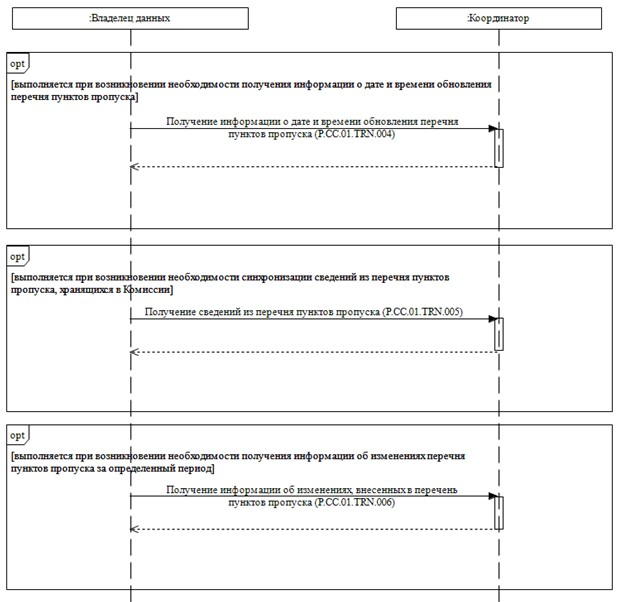 :Владелец данных
:Координатор
opt
[выполняется при возникновении необходимости получения информации о дате и времени обновления
перечня пунктов пропуска]
Получение информации о дате и времени обновления перечня
пунктов пропуска (P.CC.01.TRN.004)
opt
[выполняется при возникновении необходимости синхронизации сведений из перечня пунктов
пропуска, хранящихся в Комиссии]
Получение сведений из перечня пунктов пропуска (P.CC.01.TRN.005)
opt
[выполняется при возникновении необходимости получения информации об изменениях перечня
пунктов пропуска за определенный период]
Получение информации об изменениях, внесенных в перечень
пунктов пропуска (P.CC.01.TRN.006)